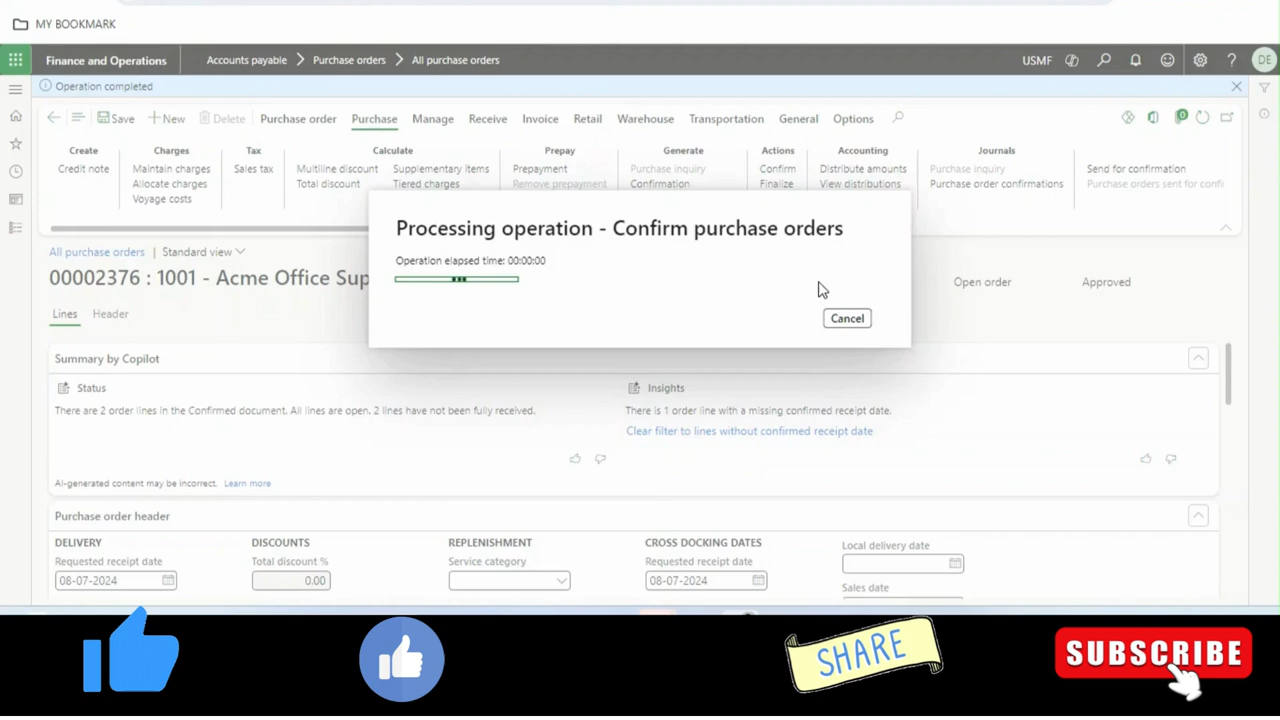 MY BOOKMARK
Finance and Operations Accounts payable Purchase orders All purchase orders USMF ? DE
Operation completed
Save New Delete Purchase order Purchase Manage Receive Invoice Retail Warehouse Transportation General Options 0
Create Charges Tax Calculate Prepay Generate Actions Accounting Journals
Credit note Maintain charges Sales tax Multiline discount Supplementary items Prepayment Purchase inquiry Confirm Distribute amounts Purchase inquiry Send for confirmation
Allocate charges Total discount Tiered charges Remove prepayment Confirmation Finalize View distributions Purchase order confirmations Purchase orders sent for confi
Voyage costs
Processing operation - Confirm purchase orders
Operation elapsed time: 00:00:00
Cancel
All purchase orders | Standard view
00002376 : 1001 - Acme Office Sup Open order Approved
Lines Header
Summary by Copilot
Status Insights
There are 2 order lines in the Confirmed document. All lines are open. 2 lines have not been fully received. There is 1 order line with a missing confirmed receipt date.
Clear filter to lines without confirmed receipt date
AI-generated content may be incorrect. Learn more
Purchase order header
DELIVERY DISCOUNTS REPLENISHMENT CROSS DOCKING DATES Local delivery date
Requested receipt date Total discount % Service category Requested receipt date
08-07-2024 0.00 08-07-2024 Sales date
SHARE SUBSCRIBE